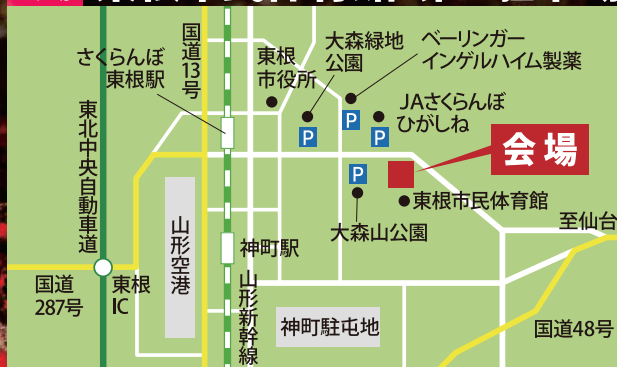 国道
13号
さくらんぼ
東根駅
東根
市役所
大森緑地
公園
ベーリンガー
インゲルハイム製薬
JAさくらんぼ
ひがしね
P
P
P
P
会場
東北中央自動車道
東根市民体育館
大森山公園
至仙台
山形空港
神町駅
東根
IC
国道
287号
山形新幹線
神町駐屯地
国道48号